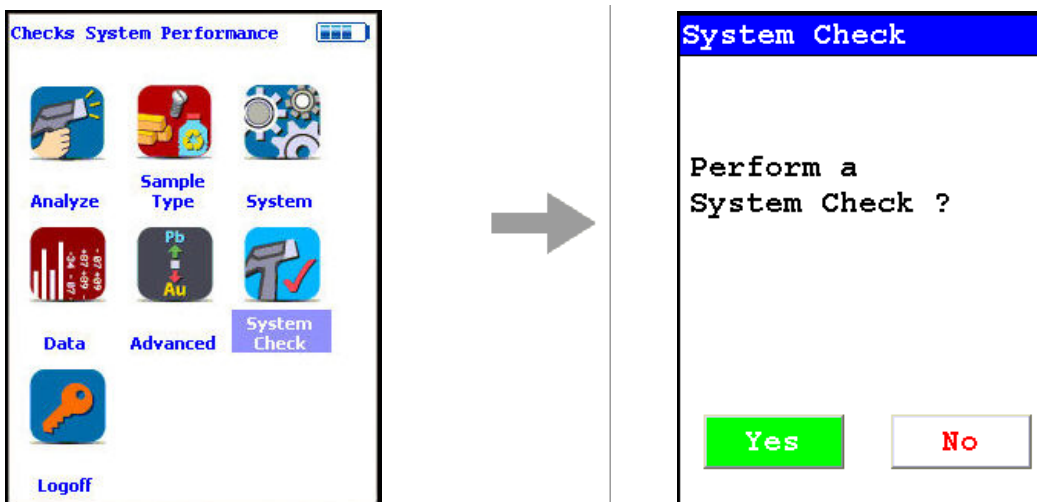 Checks System Performance
Analyze
Sample
Type
System
Pb
Au
Data
Advanced
System
Check
Logoff
System Check
Perform a
System Check ?
Yes
No